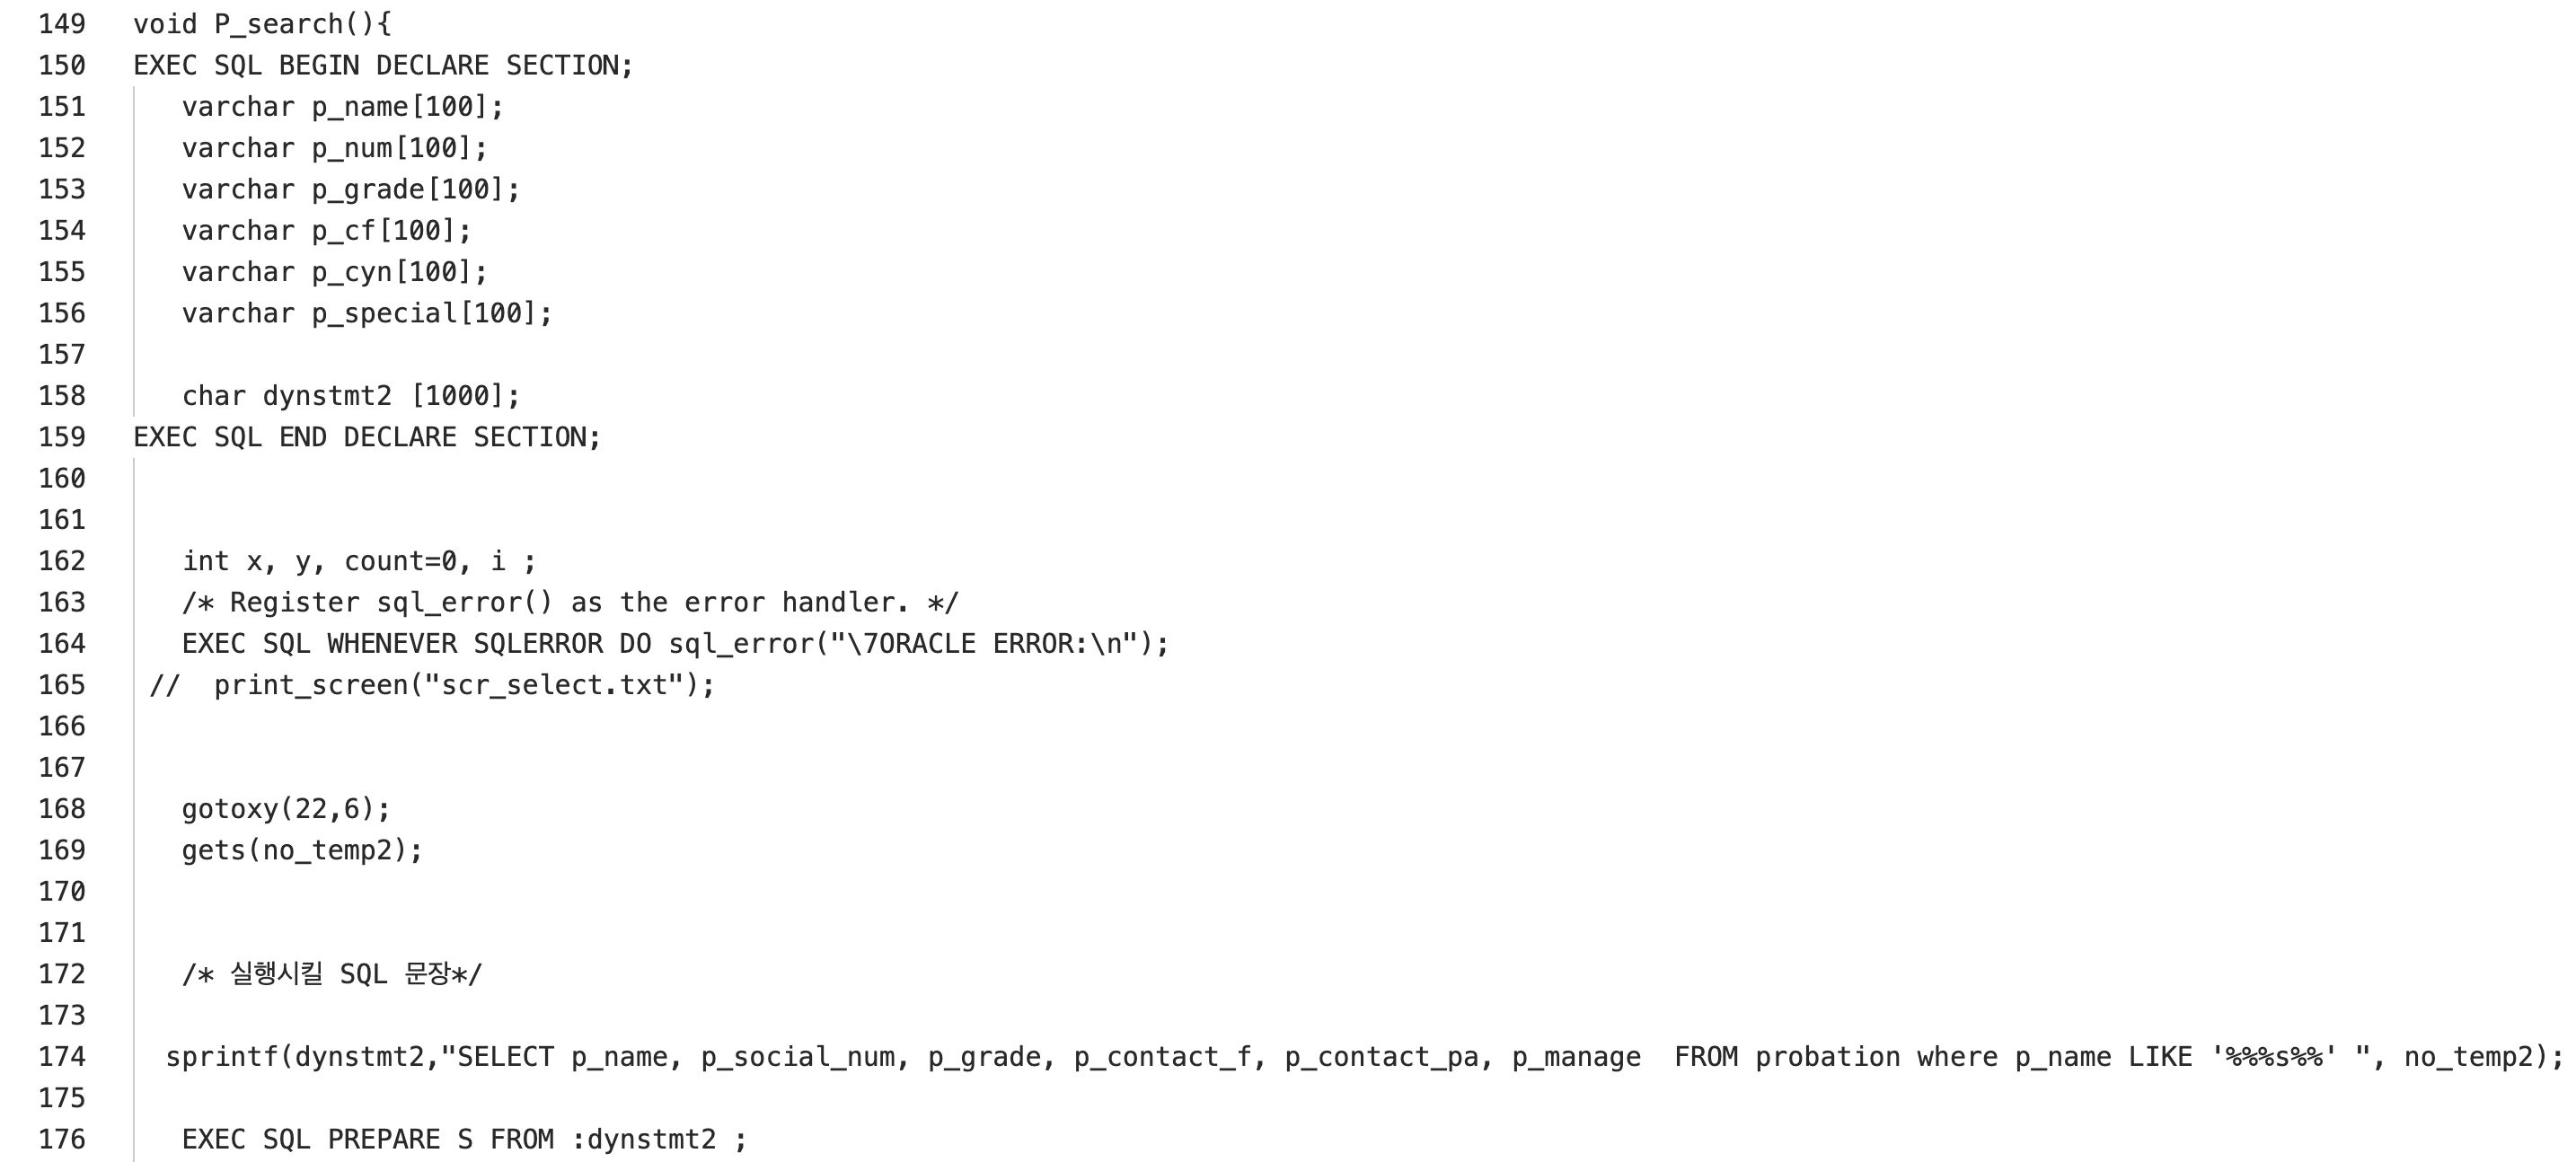 149 void P_search(){
150 EXEC SQL BEGIN DECLARE SECTION;
151 varchar p_name[100];
152 varchar p_num[100];
153 varchar p_grade[100];
154 varchar p_cf[100];
155 varchar p_cyn[100];
156 varchar p_special[100];
157
158 char dynstmt2 [1000];
159 EXEC SQL END DECLARE SECTION;
160
161
162 int x, y, count=0, i ;
163 /* Register sql_error() as the error handler. */
164 EXEC SQL WHENEVER SQLERROR DO sql_error("\7ORACLE ERROR:\n");
165 //  print_screen("scr_select.txt");
166
167
168 gotoxy(22,6);
169 gets(no_temp2);
170
171
172 /* 실행시킬 SQL 문장*/
173
174 sprintf(dynstmt2,"SELECT p_name, p_social_num, p_grade, p_contact_f, p_contact_pa, p_manage  FROM probation where p_name LIKE '%%%s%%' ", no_temp2);
175
176 EXEC SQL PREPARE S FROM :dynstmt2 ;